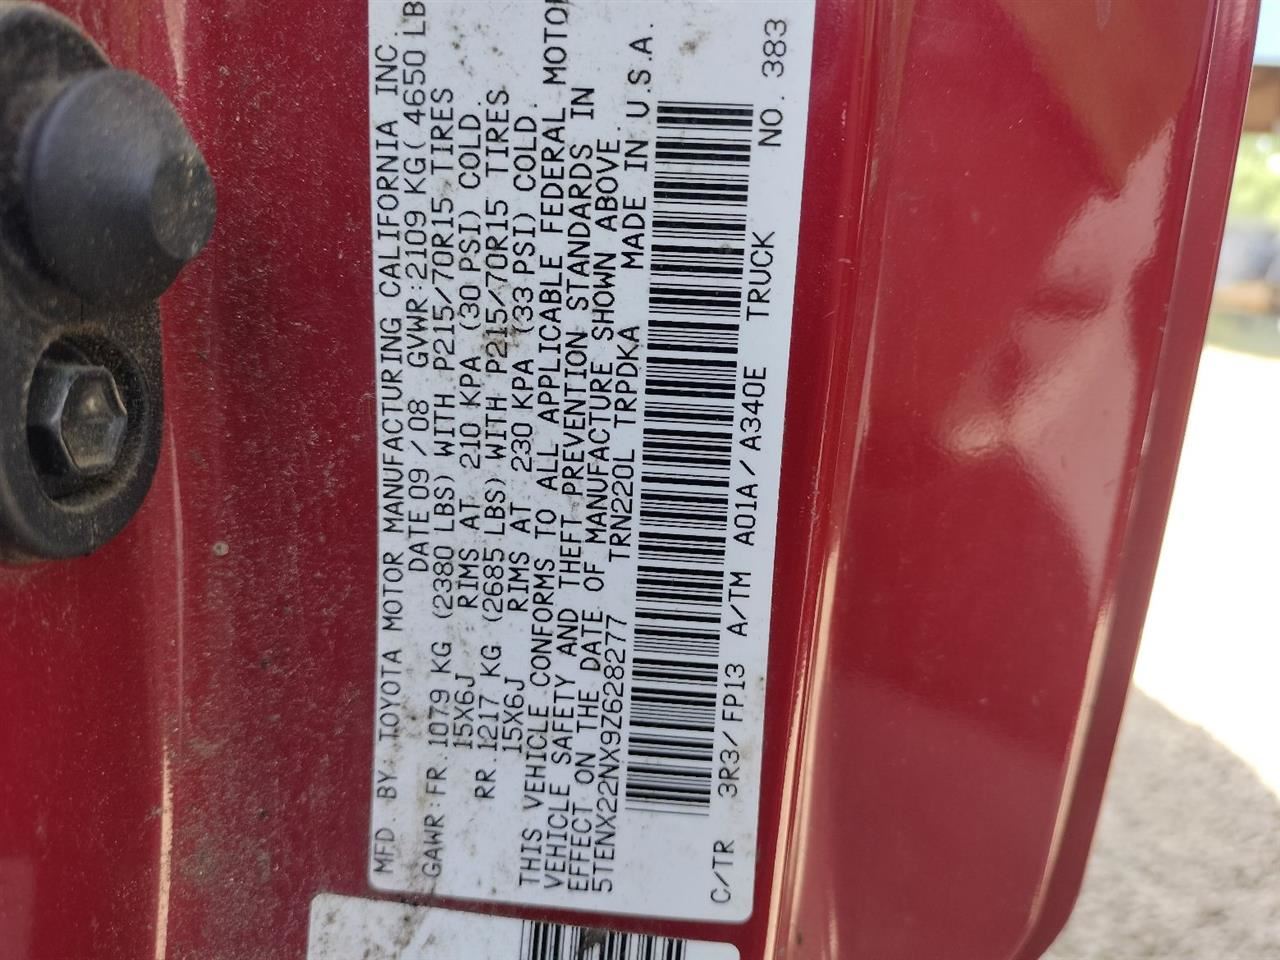 MFD. BY: TOYOTA MOTOR MANUFACTURING CALIFORNIA INC
DATE 09/08 GVWR:2109 KG(4650 LB
GAWR:FR.1079 KG (2380 LBS) WITH P215/70R15 TIRES
15X6J RIMS AT 210 KPA (30 PSI) COLD.
RR.1217 KG (2685 LBS) WITH P215/70R15 TIRES
15X6J RIMS AT 230 KPA (33 PSI) COLD.
THIS VEHICLE CONFORMS TO ALL APPLICABLE FEDERAL MOTOR
VEHICLE SAFETY AND THEFT PREVENTION STANDARDS IN
EFFECT ON THE DATE OF MANUFACTURE SHOWN ABOVE.
5TENX22NX9Z628277 TRN220L TRPDKA MADE IN U.S.A.
C/TR 3R3/FP13 A/TM A01A/A340E TRUCK NO. 383